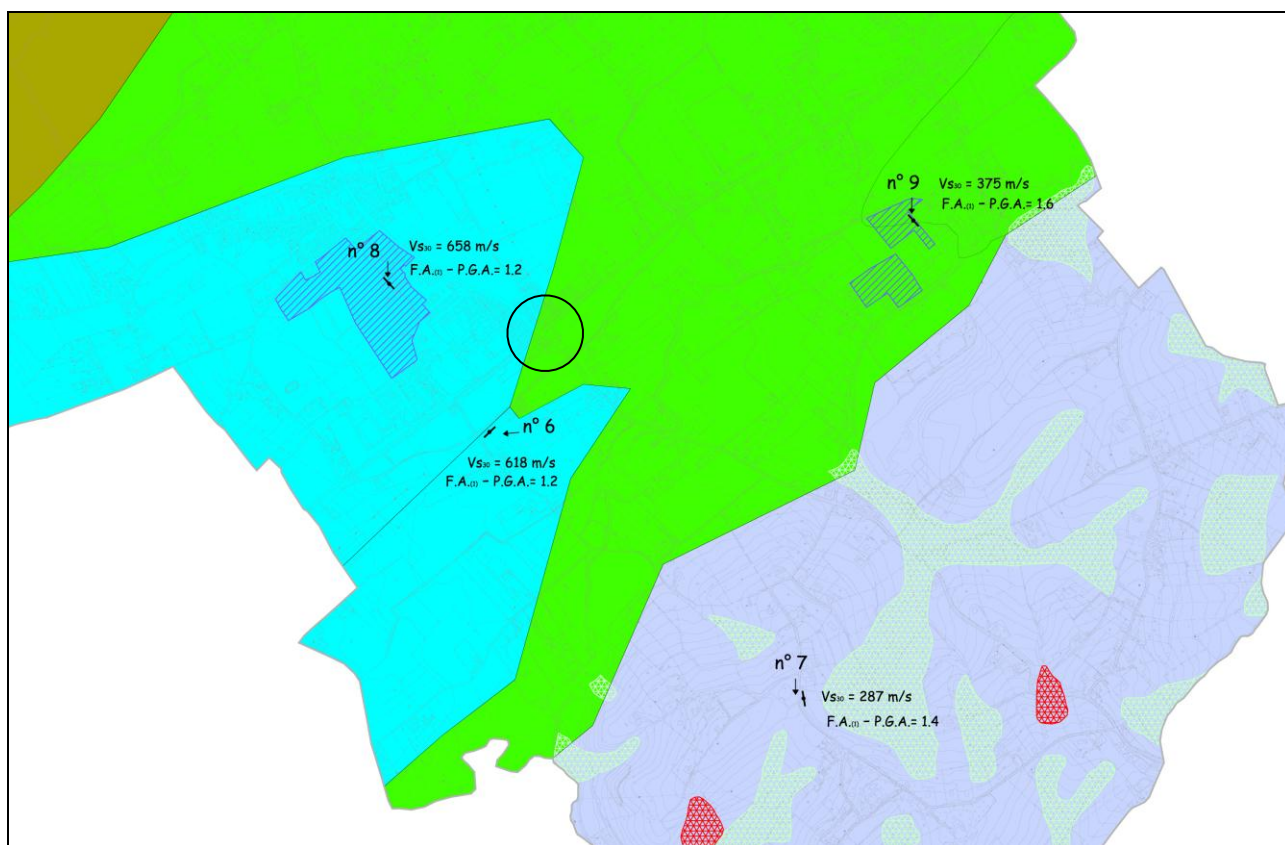 n° 9
Vs₃₀ = 375 m/s
F.A.₍₁₎ - P.G.A.= 1.6
n° 8
Vs₃₀ = 658 m/s
F.A.₍₁₎ - P.G.A.= 1.2
n° 6
Vs₃₀ = 618 m/s
F.A.₍₁₎ - P.G.A.= 1.2
n° 7
Vs₃₀ = 287 m/s
F.A.₍₁₎ - P.G.A.= 1.4